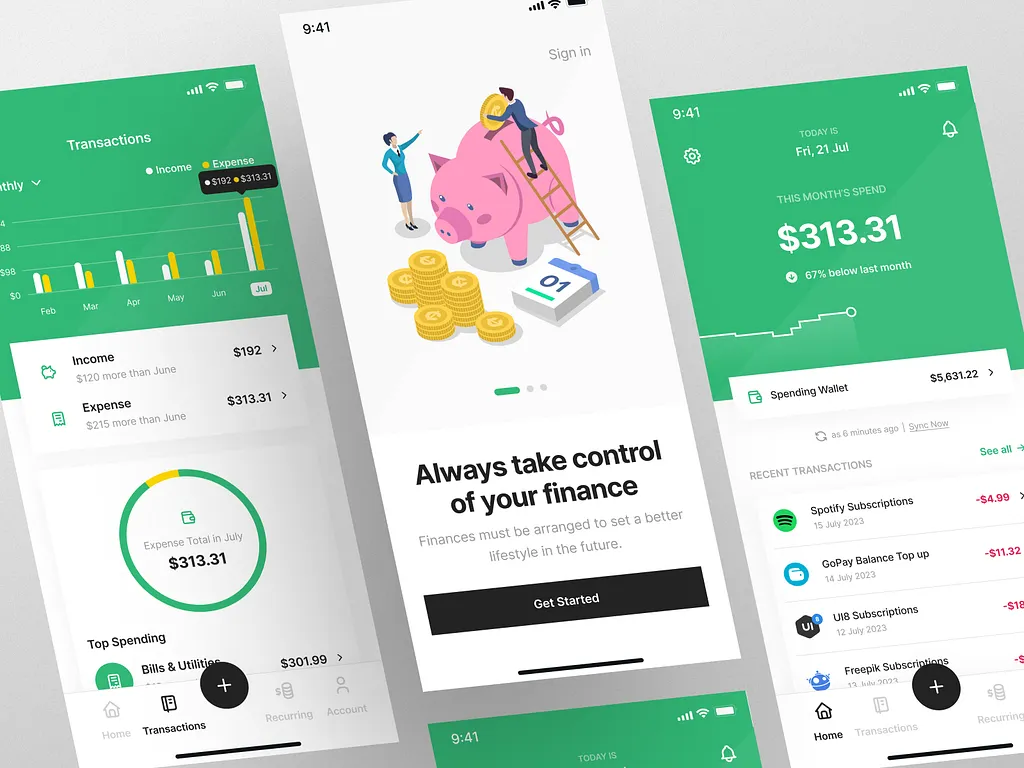 Transactions
Income
Expense
$192 $313.31
$98
$0
Feb
Mar
Apr
May
Jun
Jul
Income
$120 more than June
$192
Expense
$215 more than June
$313.31
Expense Total in July
$313.31
Top Spending
Bills & Utilities
$301.99
Home
Transactions
Recurring
Account
9:41
Sign in
01
Always take control
of your finance
Finances must be arranged to set a better
lifestyle in the future.
Get Started
9:41
TODAY IS
9:41
TODAY IS
Fri, 21 Jul
THIS MONTH'S SPEND
$313.31
67% below last month
Spending Wallet
$5,631.22
as 6 minutes ago | Sync Now
RECENT TRANSACTIONS
See all
Spotify Subscriptions
15 July 2023
-$4.99
GoPay Balance Top up
14 July 2023
-$11.32
UI 8
UI8 Subscriptions
12 July 2023
-$18
Freepik Subscriptions
13 July 2023
Home
Transactions
Recurring